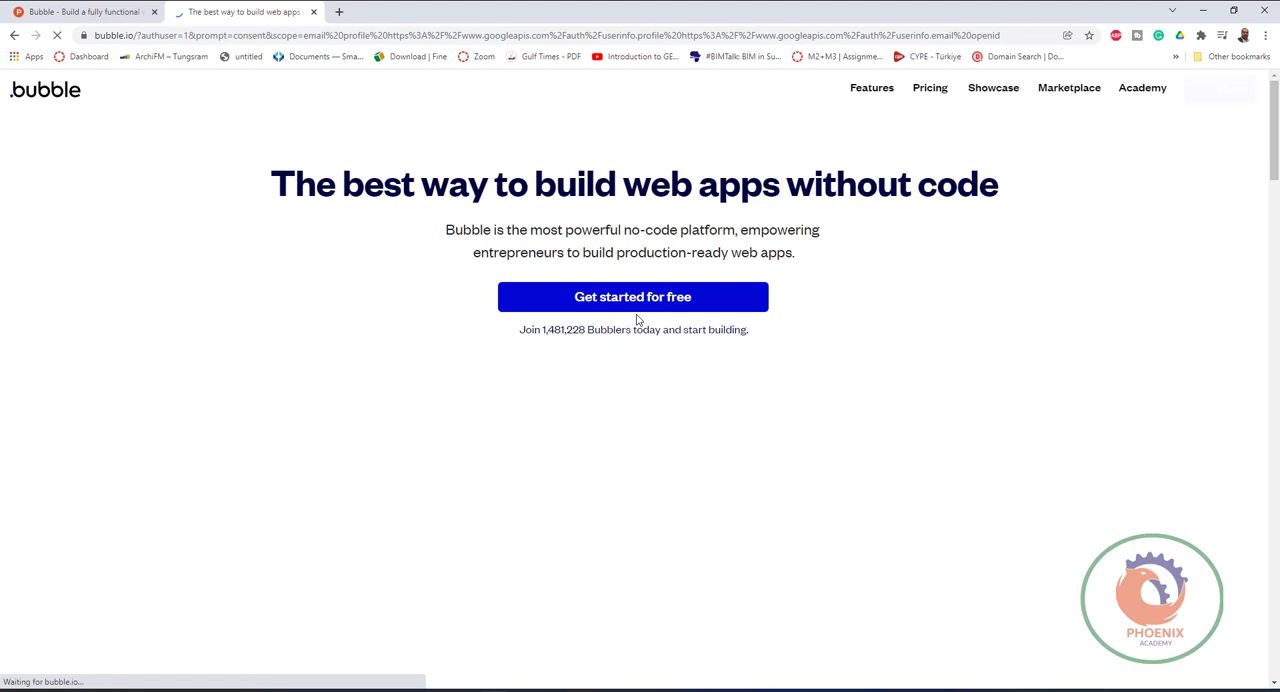 Bubble - Build a fully functional
The best way to build web apps
bubble.io/?authuser=1&prompt=consent&scope=email%20profile%20https%3A%2F%2Fwww.googleapis.com%2Fauth%2Fuserinfo.profile%20https%3A%2F%2Fwww.googleapis.com%2Fauth%2Fuserinfo.email%20openid
Apps Dashboard ArchiFM – Tungsram untitled Documents — Sma... Download | Fine Zoom Gulf Times - PDF Introduction to GE... #BIMTalk: BIM in Su... M2+M3 | Assignme... CYPE - Türkiye Domain Search | Do... » Other bookmarks
.bubble
Features Pricing Showcase Marketplace Academy
The best way to build web apps without code
Bubble is the most powerful no-code platform, empowering
entrepreneurs to build production-ready web apps.
Get started for free
Join 1,481,228 Bubblers today and start building.
PHOENIX
ACADEMY
Waiting for bubble.io...